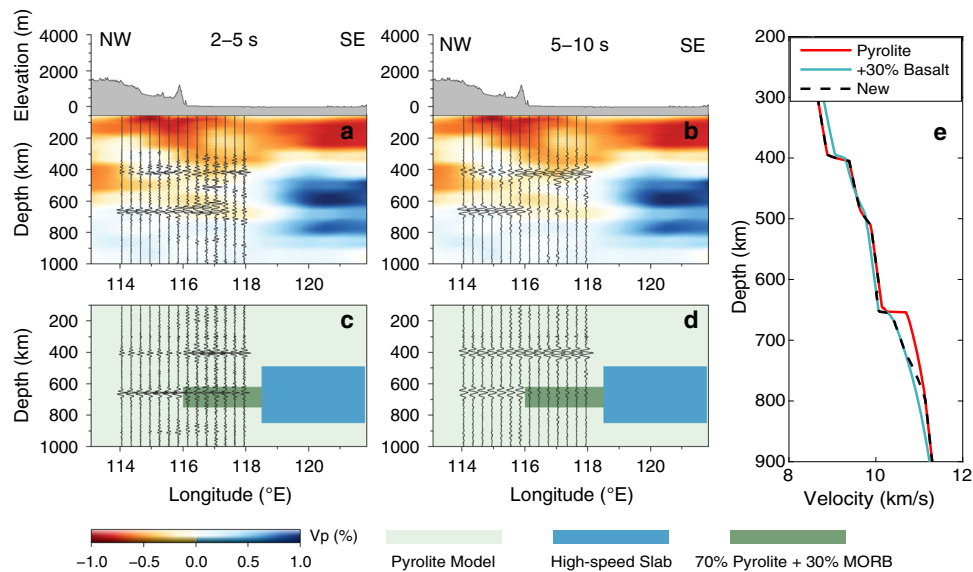 NW 2–5 s SE
Elevation (m)
4000
2000
0
a
Depth (km)
200
400
600
800
1000
114 116 118 120
NW 5–10 s SE
4000
2000
0
b
200
400
600
800
1000
114 116 118 120
c
Depth (km)
200
400
600
800
1000
114 116 118 120
Longitude (°E)
d
200
400
600
800
1000
114 116 118 120
Longitude (°E)
Pyrolite
+30% Basalt
New
e
Depth (km)
200
300
400
500
600
700
800
900
8 10 12
Velocity (km/s)
Vp (%)
−1.0 −0.5 0.0 0.5 1.0
Pyrolite Model
High-speed Slab
70% Pyrolite + 30% MORB